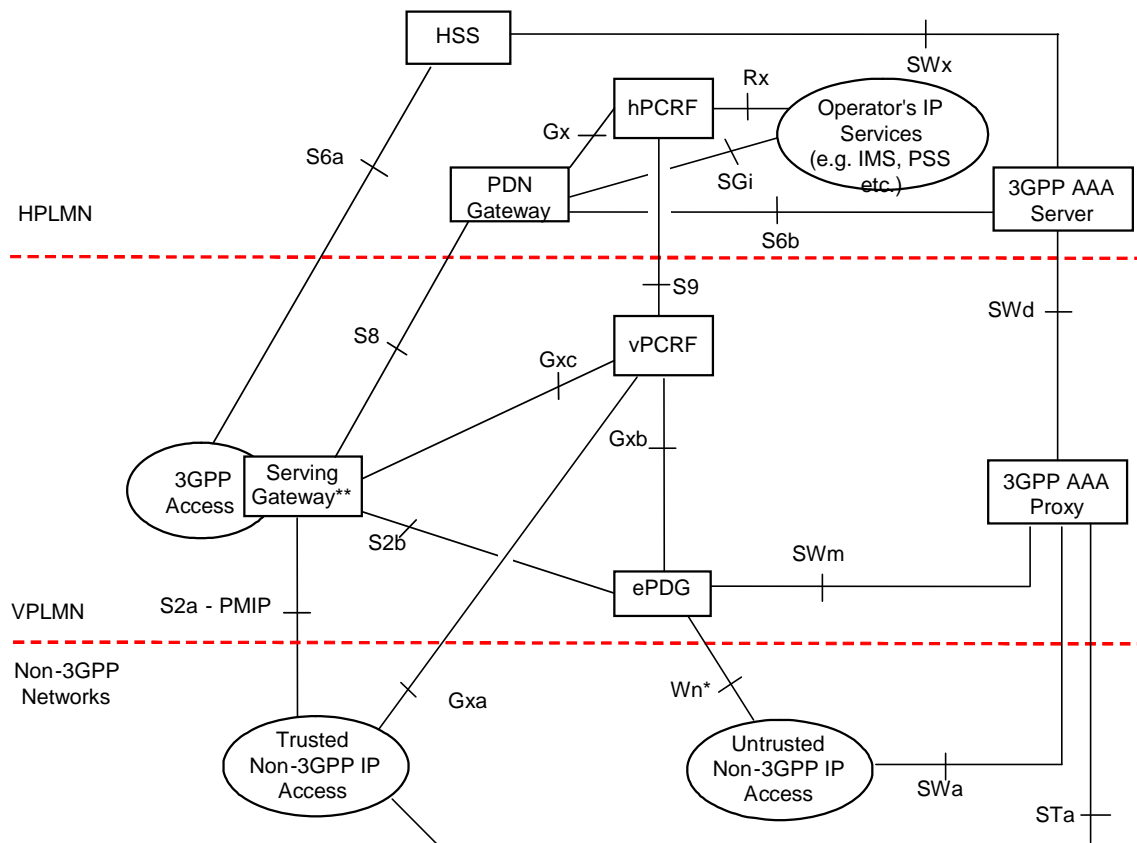 HSS
SWx
hPCRF
Rx
Operator's IP
Services
(e.g. IMS, PSS
etc.)
Gx
S6a
SGi
PDN
Gateway
3GPP AAA
Server
HPLMN
S6b
S9
SWd
S8
vPCRF
Gxc
Gxb
3GPP
Access
Serving
Gateway**
3GPP AAA
Proxy
S2b
SWm
ePDG
S2a - PMIP
VPLMN
Non-3GPP
Networks
Gxa
Wn*
Trusted
Non-3GPP IP
Access
Untrusted
Non-3GPP IP
Access
SWa
STa